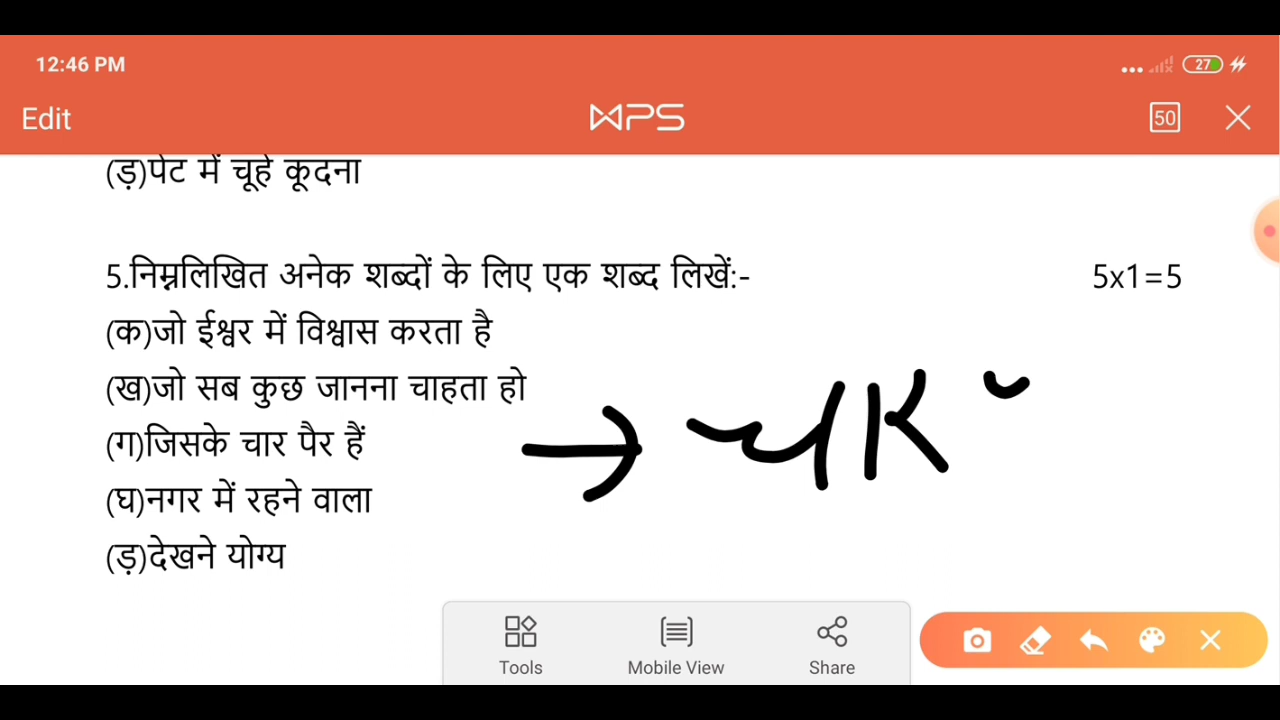 12:46 PM
27
Edit
WPS
50
(ड़)पेट में चूहे कूदना
5.निम्नलिखित अनेक शब्दों के लिए एक शब्द लिखें:- 5x1=5
(क)जो ईश्वर में विश्वास करता है
(ख)जो सब कुछ जानना चाहता हो
(ग)जिसके चार पैर हैं
(घ)नगर में रहने वाला
(ड़)देखने योग्य
Tools
Mobile View
Share